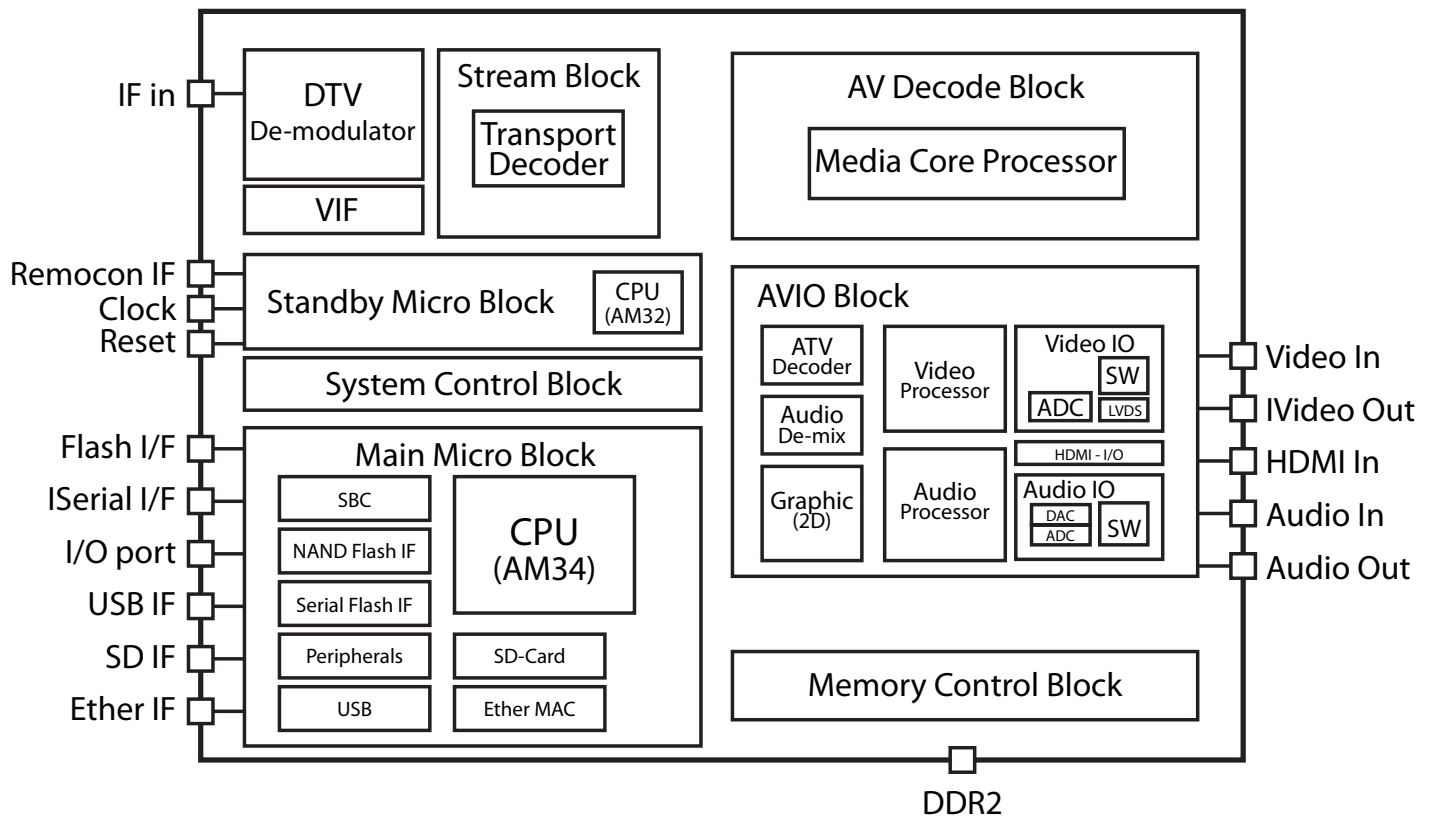 IF in
DTV
De-modulator
VIF
Stream Block
Transport
Decoder
AV Decode Block
Media Core Processor
Remocon IF
Clock
Reset
Standby Micro Block
CPU
(AM32)
System Control Block
Flash I/F
ISerial I/F
I/O port
USB IF
SD IF
Ether IF
Main Micro Block
SBC
NAND Flash IF
Serial Flash IF
Peripherals
USB
CPU
(AM34)
SD-Card
Ether MAC
AVIO Block
ATV
Decoder
Audio
De-mix
Graphic
(2D)
Video
Processor
Audio
Processor
Video IO
SW
ADC
LVDS
HDMI - I/O
Audio IO
DAC
ADC
SW
Video In
IVideo Out
HDMI In
Audio In
Audio Out
Memory Control Block
DDR2